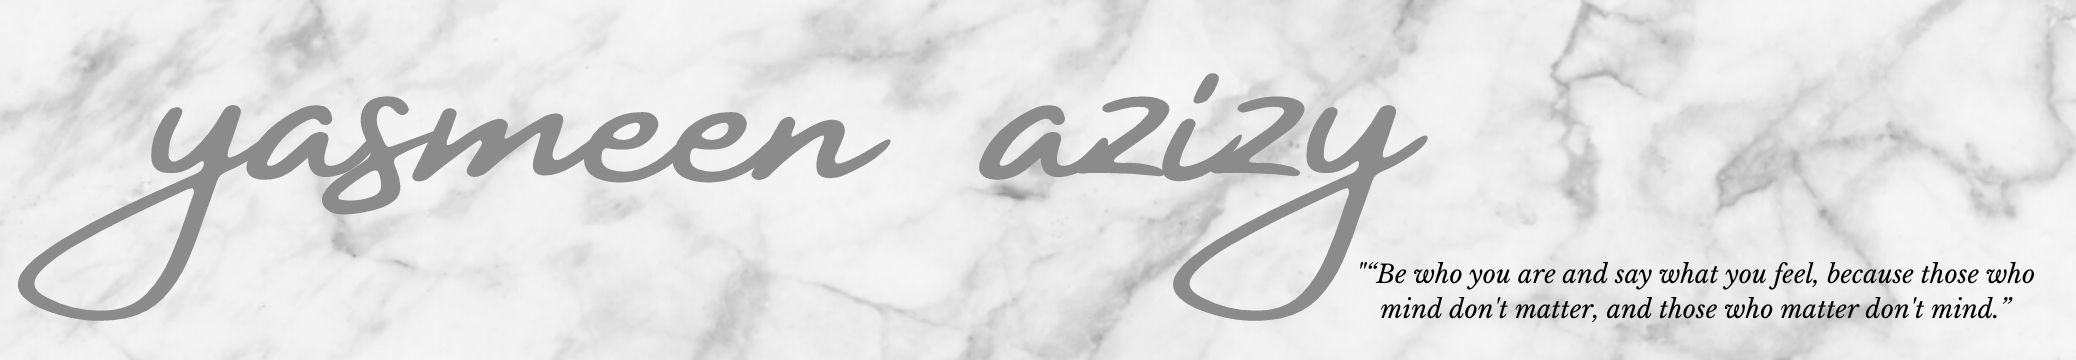 yasmeen azizy
"“Be who you are and say what you feel, because those who
mind don't matter, and those who matter don't mind.”